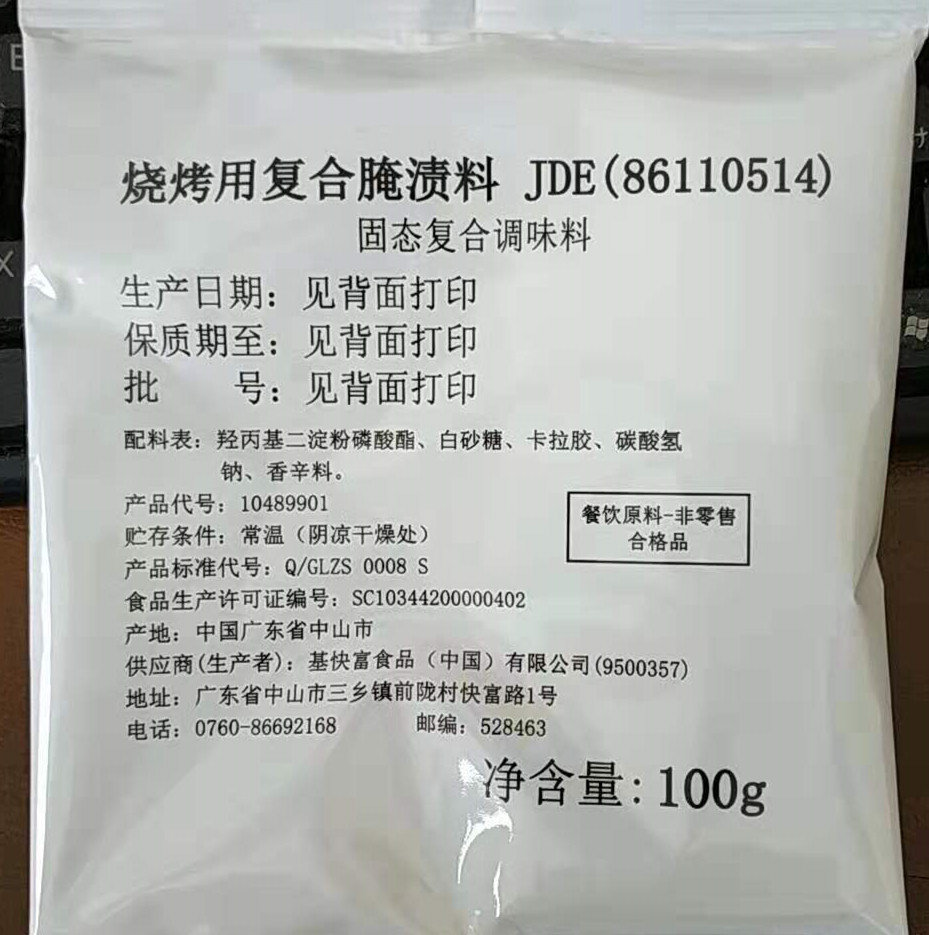 烧烤用复合腌渍料 JDE(86110514)
固态复合调味料
生产日期：见背面打印
保质期至：见背面打印
批　　号：见背面打印
配料表：羟丙基二淀粉磷酸酯、白砂糖、卡拉胶、碳酸氢
钠、香辛料。
产品代号：10489901
贮存条件：常温（阴凉干燥处）
产品标准代号：Q/GLZS 0008 S
餐饮原料-非零售
合格品
食品生产许可证编号：SC10344200000402
产地：中国广东省中山市
供应商(生产者)：基快富食品（中国）有限公司(9500357)
地址：广东省中山市三乡镇前陇村快富路1号
电话：0760-86692168　　邮编：528463
净含量：100g